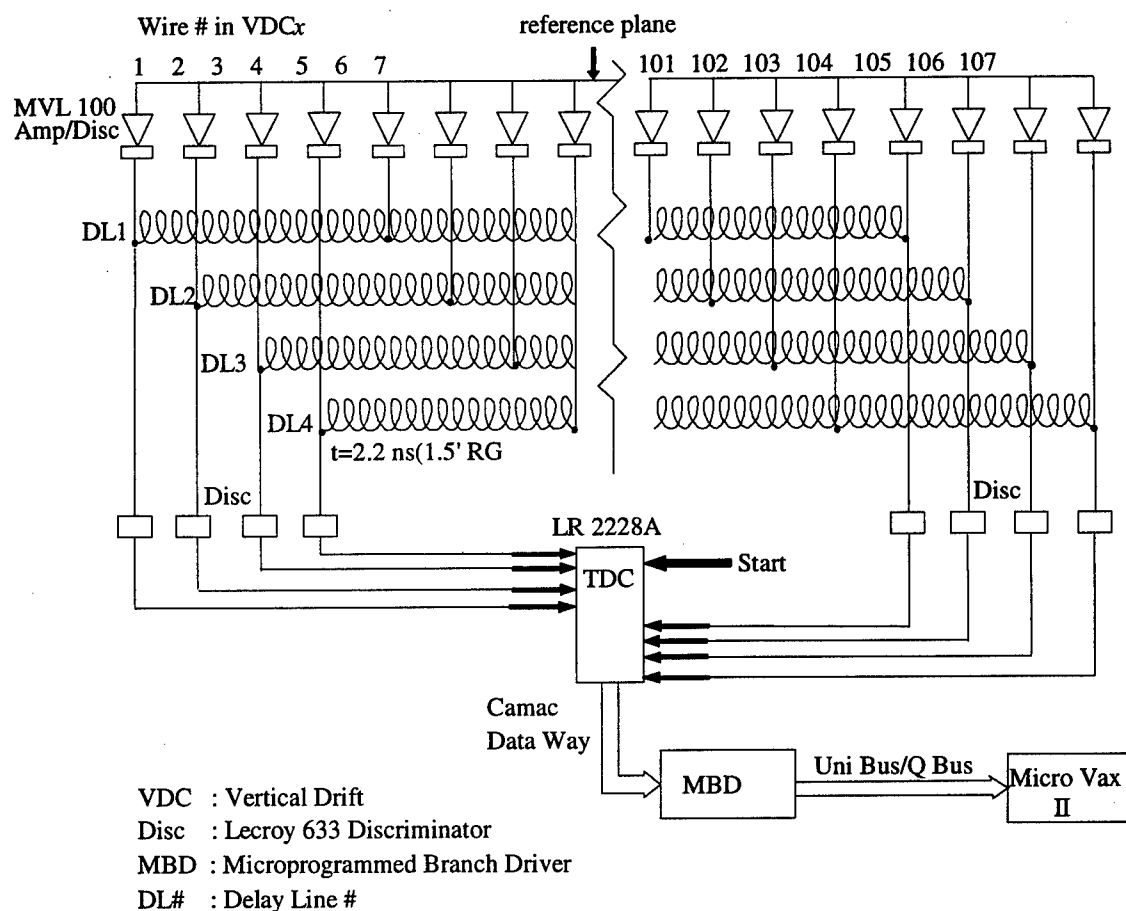 Wire # in VDCx
reference plane
1 2 3 4 5 6 7
101 102 103 104 105 106 107
MVL 100
Amp/Disc
DL1
DL2
DL3
DL4
t=2.2 ns(1.5' RG
Disc
Disc
LR 2228A
TDC
Start
Camac
Data Way
MBD
Uni Bus/Q Bus
Micro Vax
II
VDC : Vertical Drift
Disc : Lecroy 633 Discriminator
MBD : Microprogrammed Branch Driver
DL# : Delay Line #